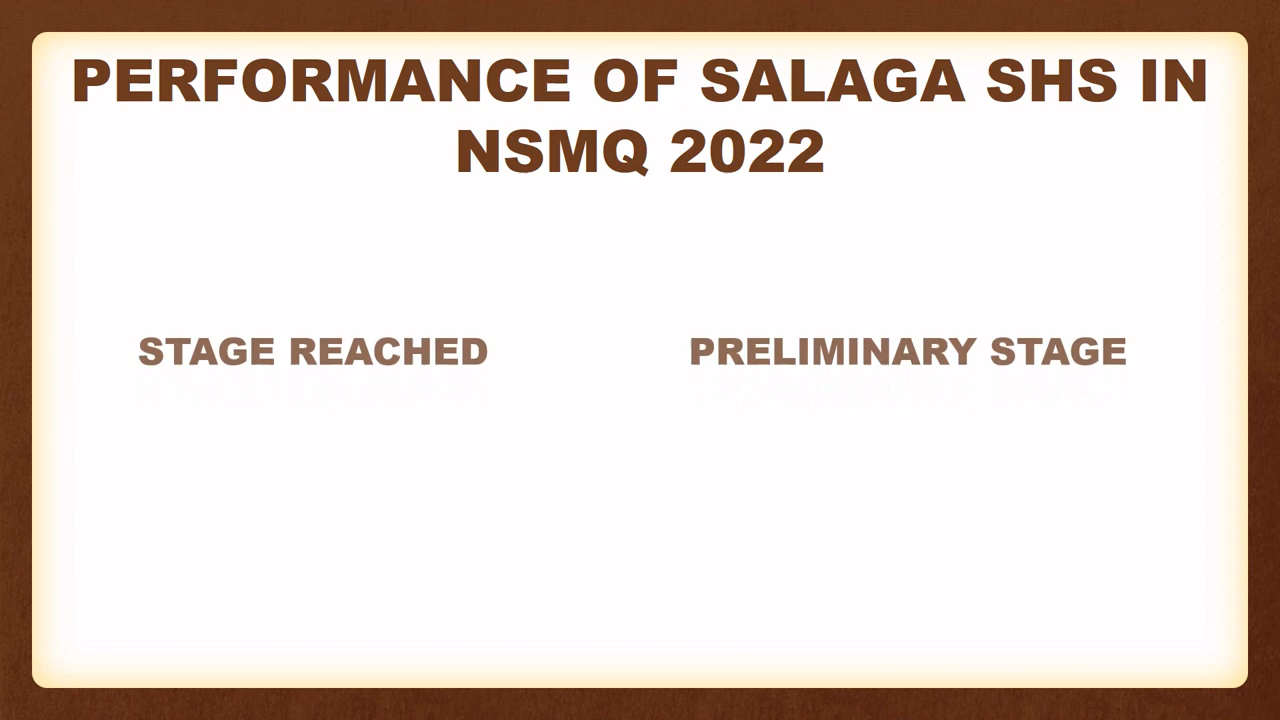 PERFORMANCE OF SALAGA SHS IN
NSMQ 2022
STAGE REACHED
PRELIMINARY STAGE